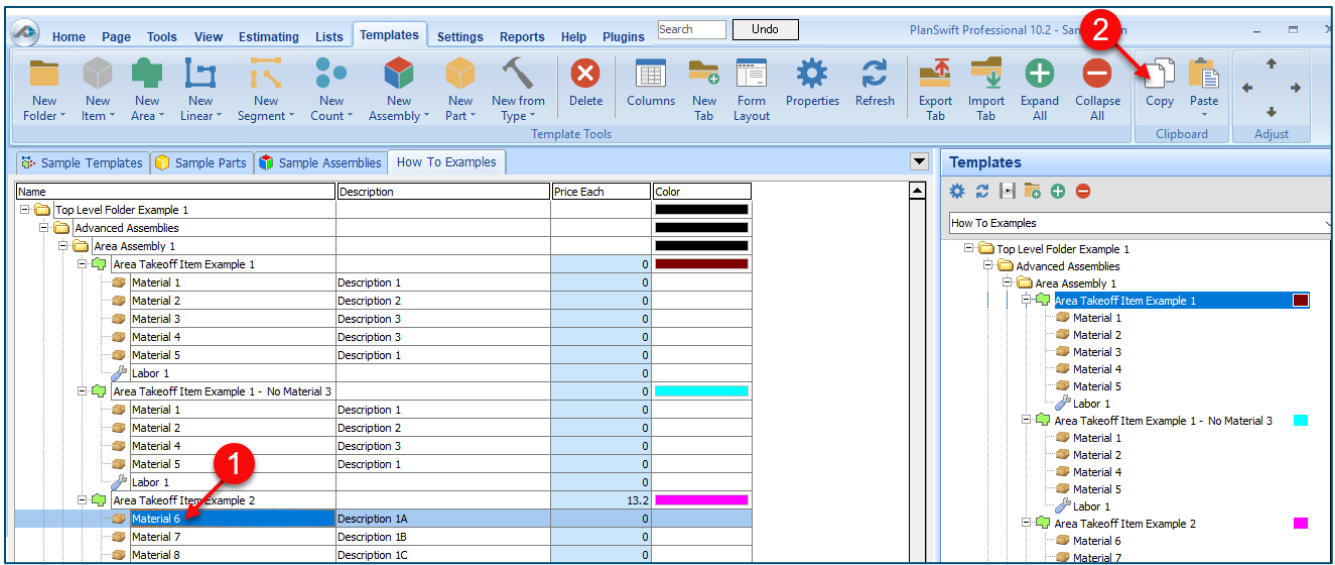 Home Page Tools View Estimating Lists Templates Settings Reports Help Plugins Search Undo PlanSwift Professional 10.2 - Sam
2
New Folder New Item New Area New Linear New Segment New Count New Assembly New Part New from Type Delete Columns New Tab Form Layout Properties Refresh Export Tab Import Tab Expand All Collapse All Copy Paste
Template Tools Clipboard Adjust
Sample Templates Sample Parts Sample Assemblies How To Examples
Name Description Price Each Color
Top Level Folder Example 1
Advanced Assemblies
Area Assembly 1
Area Takeoff Item Example 1 0
Material 1 Description 1 0
Material 2 Description 2 0
Material 3 Description 3 0
Material 4 Description 3 0
Material 5 Description 1 0
Labor 1 0
Area Takeoff Item Example 1 - No Material 3 0
Material 1 Description 1 0
Material 2 Description 2 0
Material 4 Description 3 0
Material 5 Description 1 0
1
Labor 1 0
Area Takeoff Item Example 2 13.2
Material 6 Description 1A 0
Material 7 Description 1B 0
Material 8 Description 1C 0
Templates
How To Examples
Top Level Folder Example 1
Advanced Assemblies
Area Assembly 1
Area Takeoff Item Example 1
Material 1
Material 2
Material 3
Material 4
Material 5
Labor 1
Area Takeoff Item Example 1 - No Material 3
Material 1
Material 2
Material 4
Material 5
Labor 1
Area Takeoff Item Example 2
Material 6
Material 7